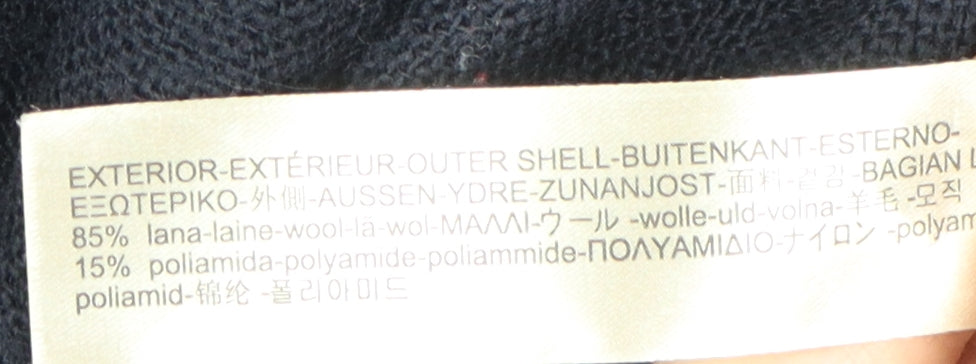 EXTERIOR-EXTÉRIEUR-OUTER SHELL-BUITENKANT-ESTERNO-
ΕΞΩΤΕΡΙΚΟ-外側-AUSSEN-YDRE-ZUNANJOST-面料-겉감-BAGIAN L
85% lana-laine-wool-lã-wol-ΜΑΛΛΙ-ウール -wolle-uld-volna-羊毛-모직
15% poliamida-polyamide-poliammide-ΠΟΛΥΑΜΙΔΙΟ-ナイロン -polyam
poliamid-锦纶 -폴리아미드